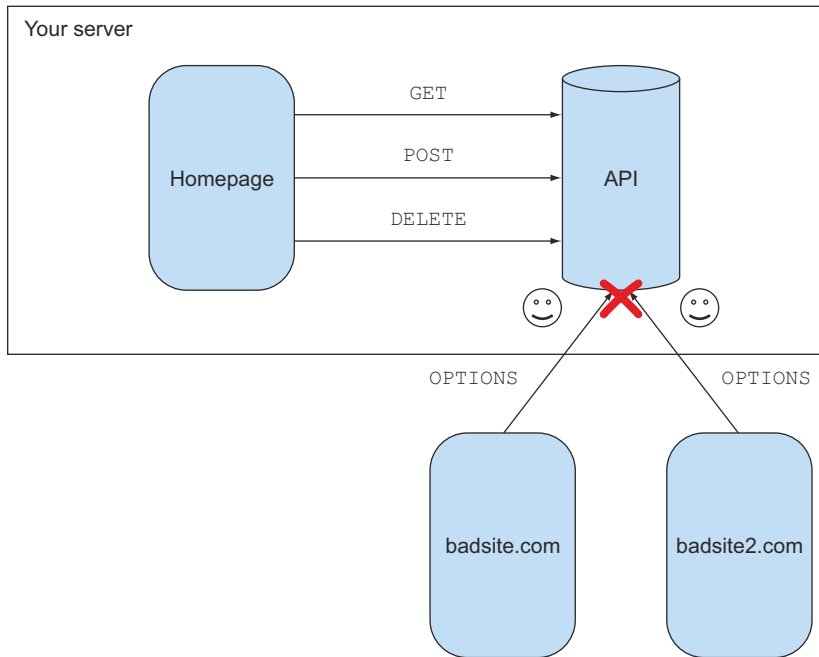 Your server
GET
POST
Homepage
API
DELETE
OPTIONS
OPTIONS
badsite.com
badsite2.com